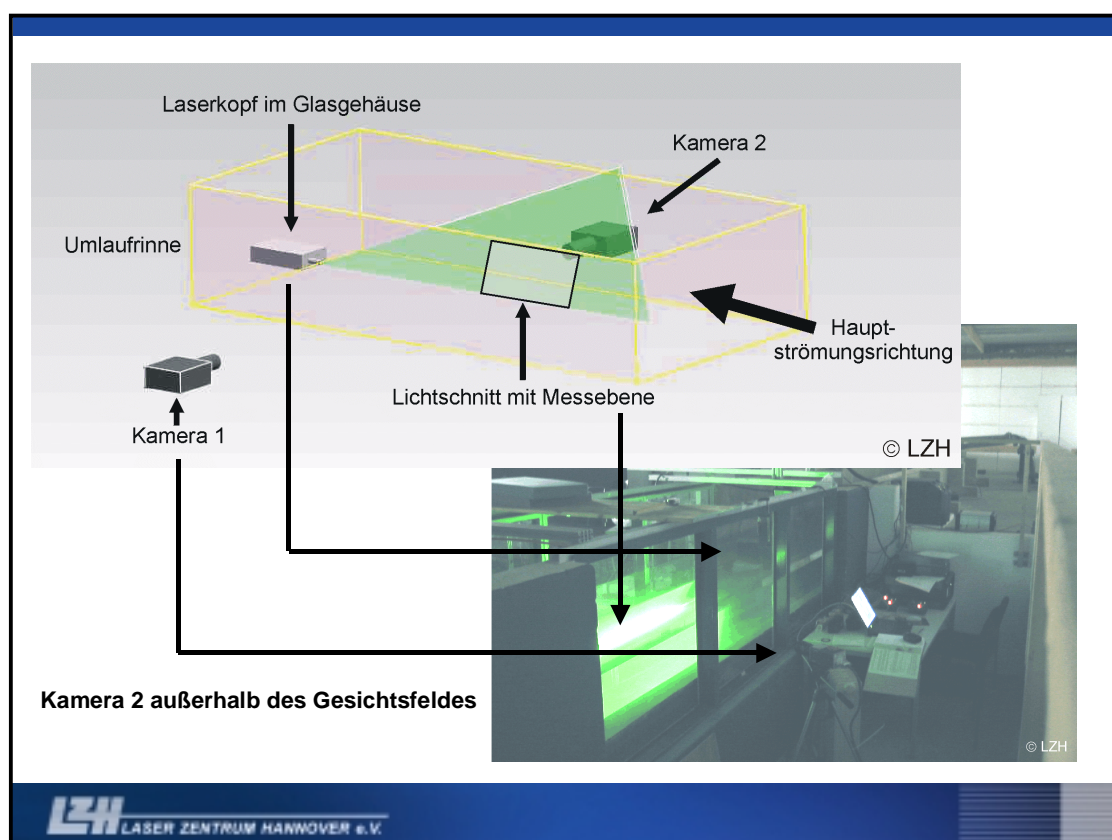 Laserkopf im Glasgehäuse
Kamera 2
Umlaufrinne
Haupt-
strömungsrichtung
Lichtschnitt mit Messebene
Kamera 1
© LZH
Kamera 2 außerhalb des Gesichtsfeldes
© LZH
LZH LASER ZENTRUM HANNOVER e.V.